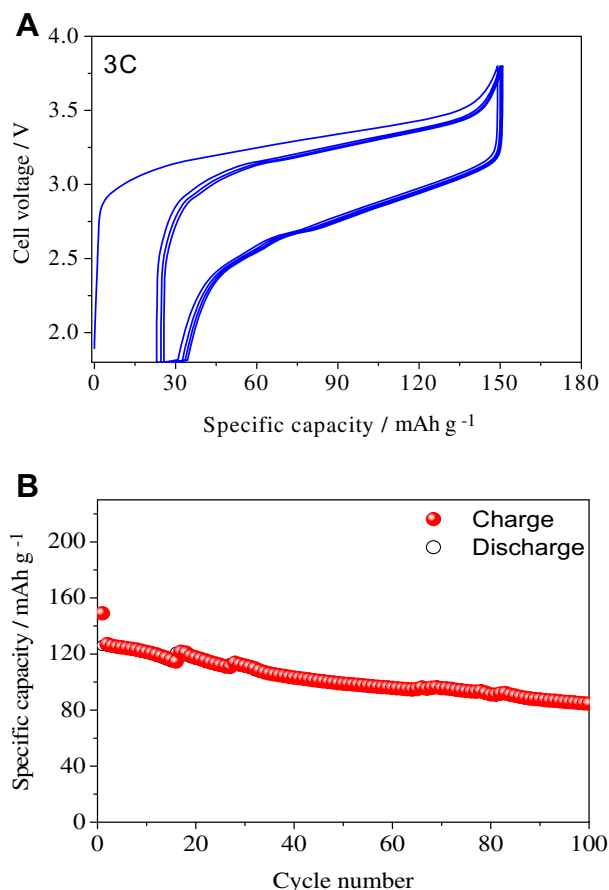 A
3C
4.0
3.5
3.0
2.5
2.0
Cell voltage / V
0 30 60 90 120 150 180
Specific capacity / mAh g -1
B
Charge
Discharge
220
200
160
120
80
40
0
Specific capacity / mAh g -1
0 20 40 60 80 100
Cycle number